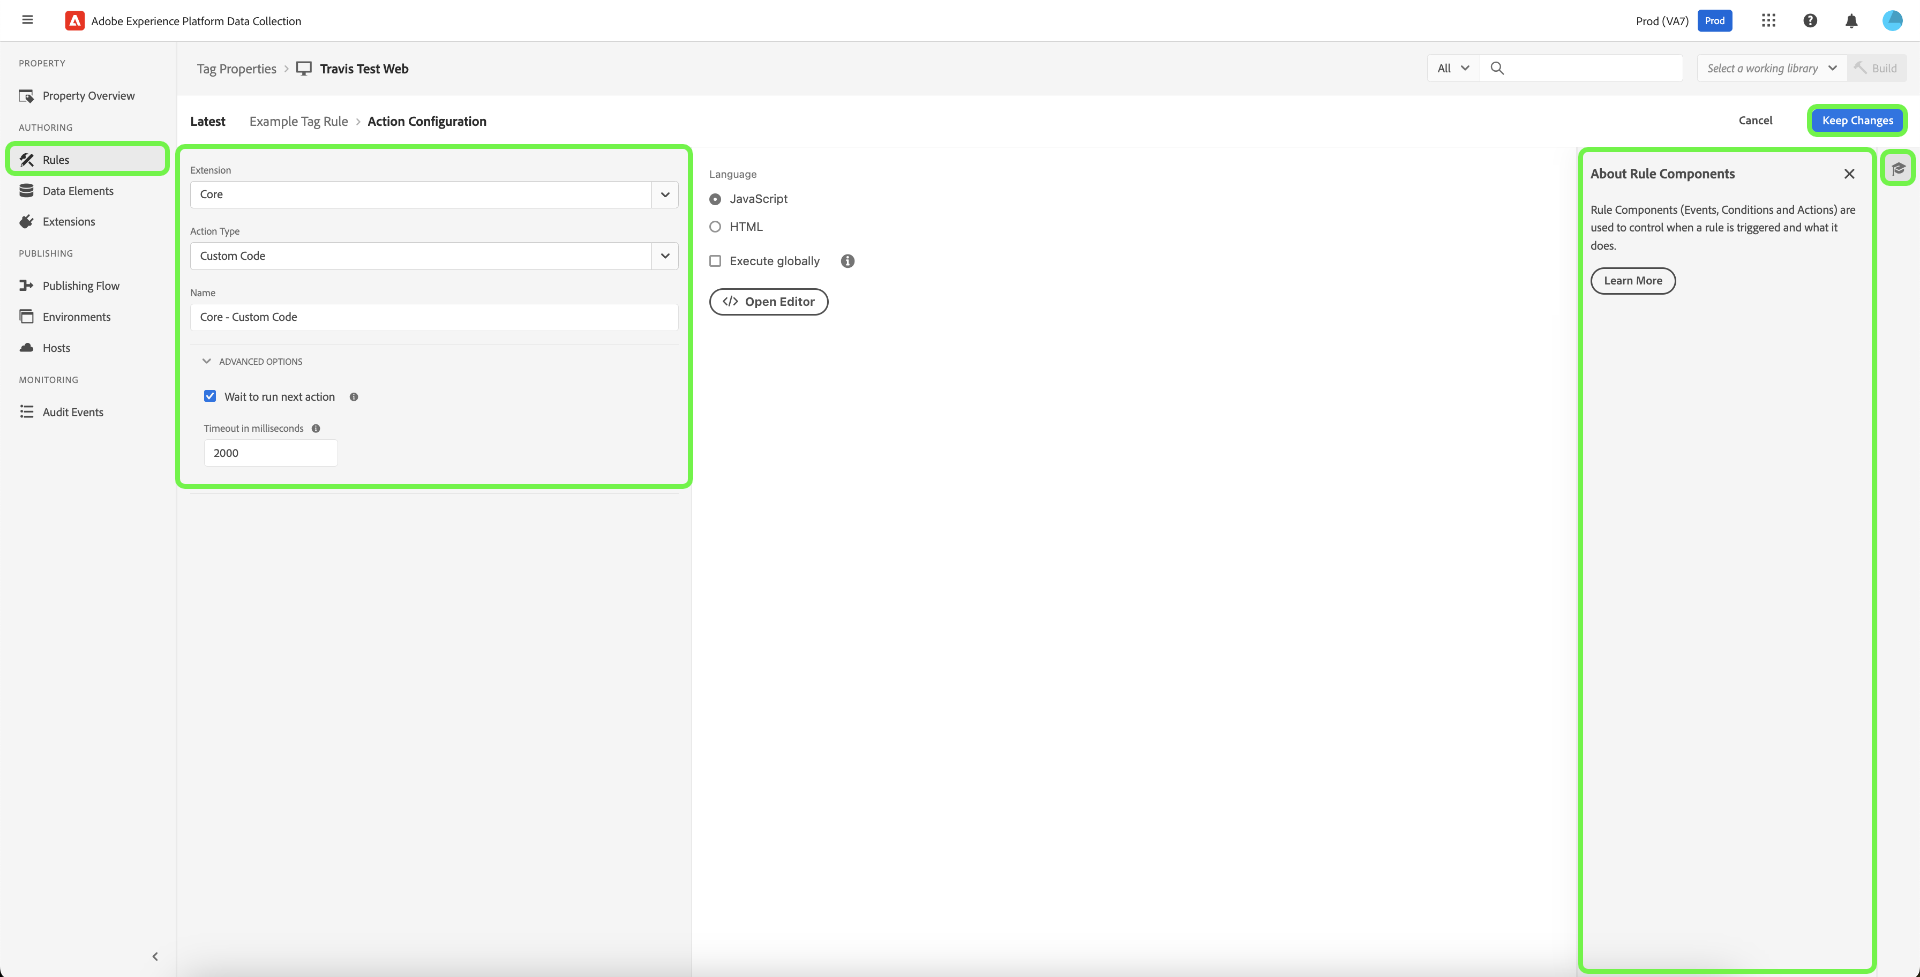 Adobe Experience Platform Data Collection
Prod (VA7)
Prod
PROPERTY
Property Overview
AUTHORING
Rules
Data Elements
Extensions
PUBLISHING
Publishing Flow
Environments
Hosts
MONITORING
Audit Events
Tag Properties > Travis Test Web
All
Select a working library
Build
Latest
Example Tag Rule > Action Configuration
Cancel
Keep Changes
Extension
Core
Action Type
Custom Code
Name
Core - Custom Code
ADVANCED OPTIONS
Wait to run next action
Timeout in milliseconds
2000
Language
JavaScript
HTML
Execute globally
</> Open Editor
About Rule Components
Rule Components (Events, Conditions and Actions) are
used to control when a rule is triggered and what it
does.
Learn More